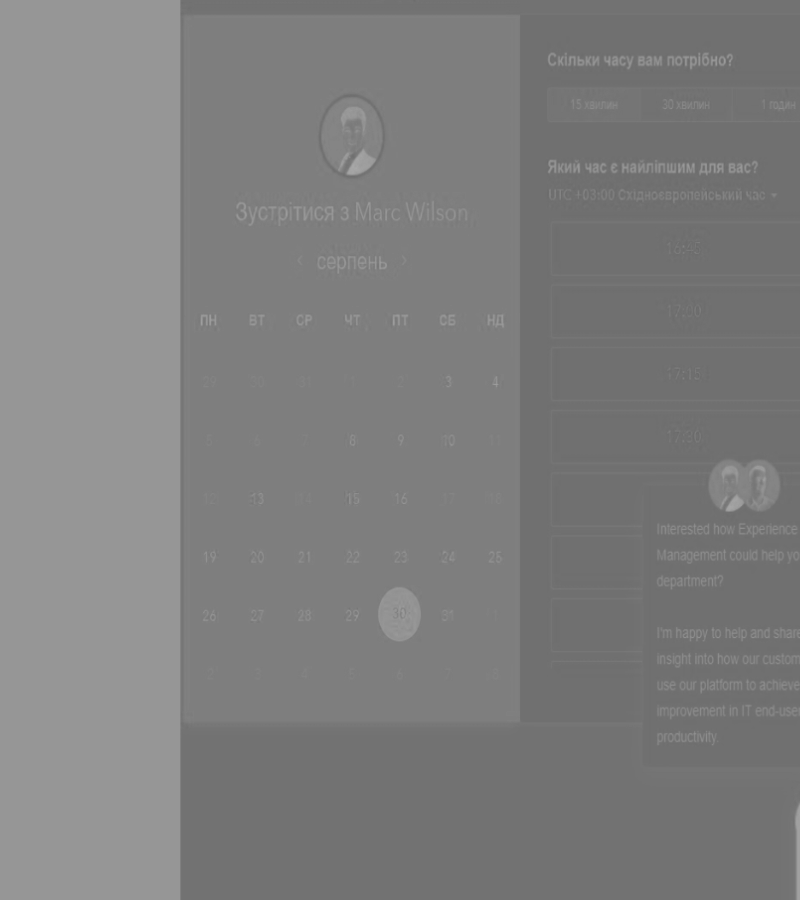 Зустрітися з Marc Wilson
серпень
ПН ВТ СР ЧТ ПТ СБ НД
29 30 31 1 2 3 4
5 6 7 8 9 10 11
12 13 14 15 16 17 18
19 20 21 22 23 24 25
26 27 28 29 30 31 1
2 3 4 5 6 7 8
Скільки часу вам потрібно?
15 хвилин 30 хвилин 1 годин
Який час є найліпшим для вас?
UTC +03:00 Східноєвропейський час
16:45
17:00
17:15
17:30
Interested how Experience
Management could help yo
department?
I'm happy to help and share
insight into how our custom
use our platform to achieve
improvement in IT end-user
productivity.